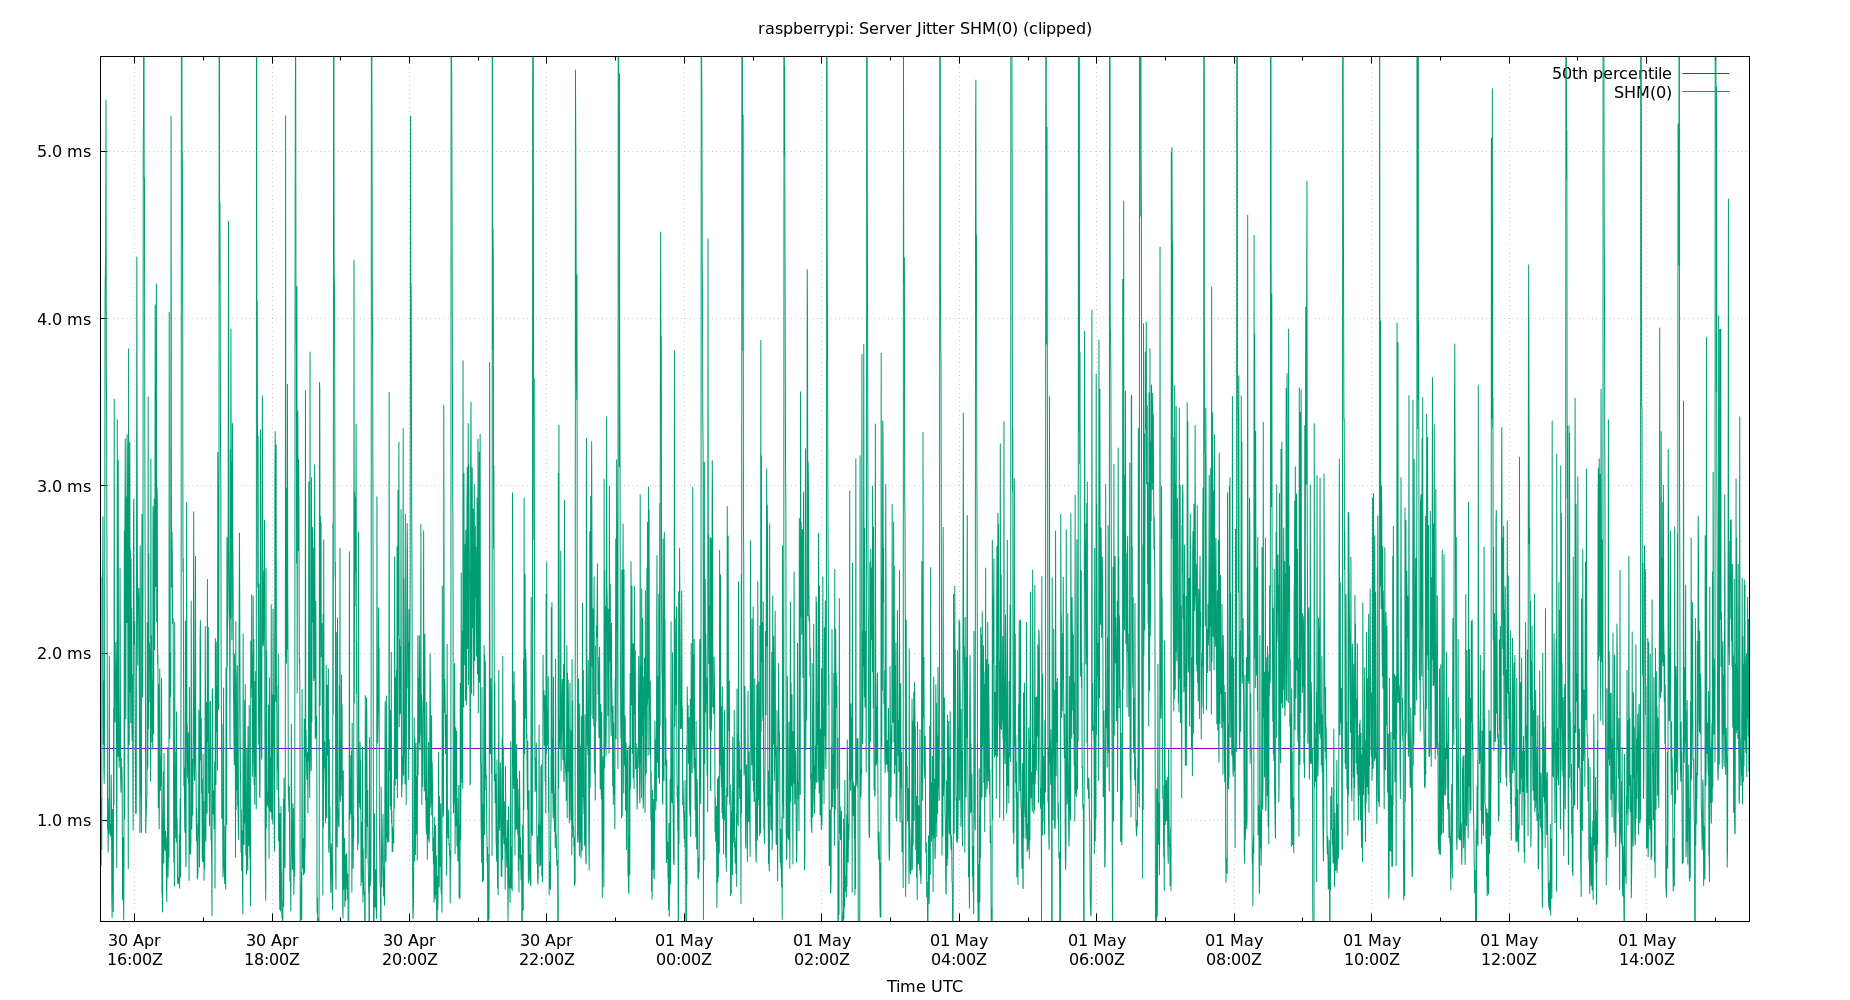 raspberrypi: Server Jitter SHM(0) (clipped)
50th percentile
SHM(0)
5.0 ms
4.0 ms
3.0 ms
2.0 ms
1.0 ms
30 Apr 30 Apr 30 Apr 30 Apr 01 May 01 May 01 May 01 May 01 May 01 May 01 May 01 May
16:00Z 18:00Z 20:00Z 22:00Z 00:00Z 02:00Z 04:00Z 06:00Z 08:00Z 10:00Z 12:00Z 14:00Z
Time UTC